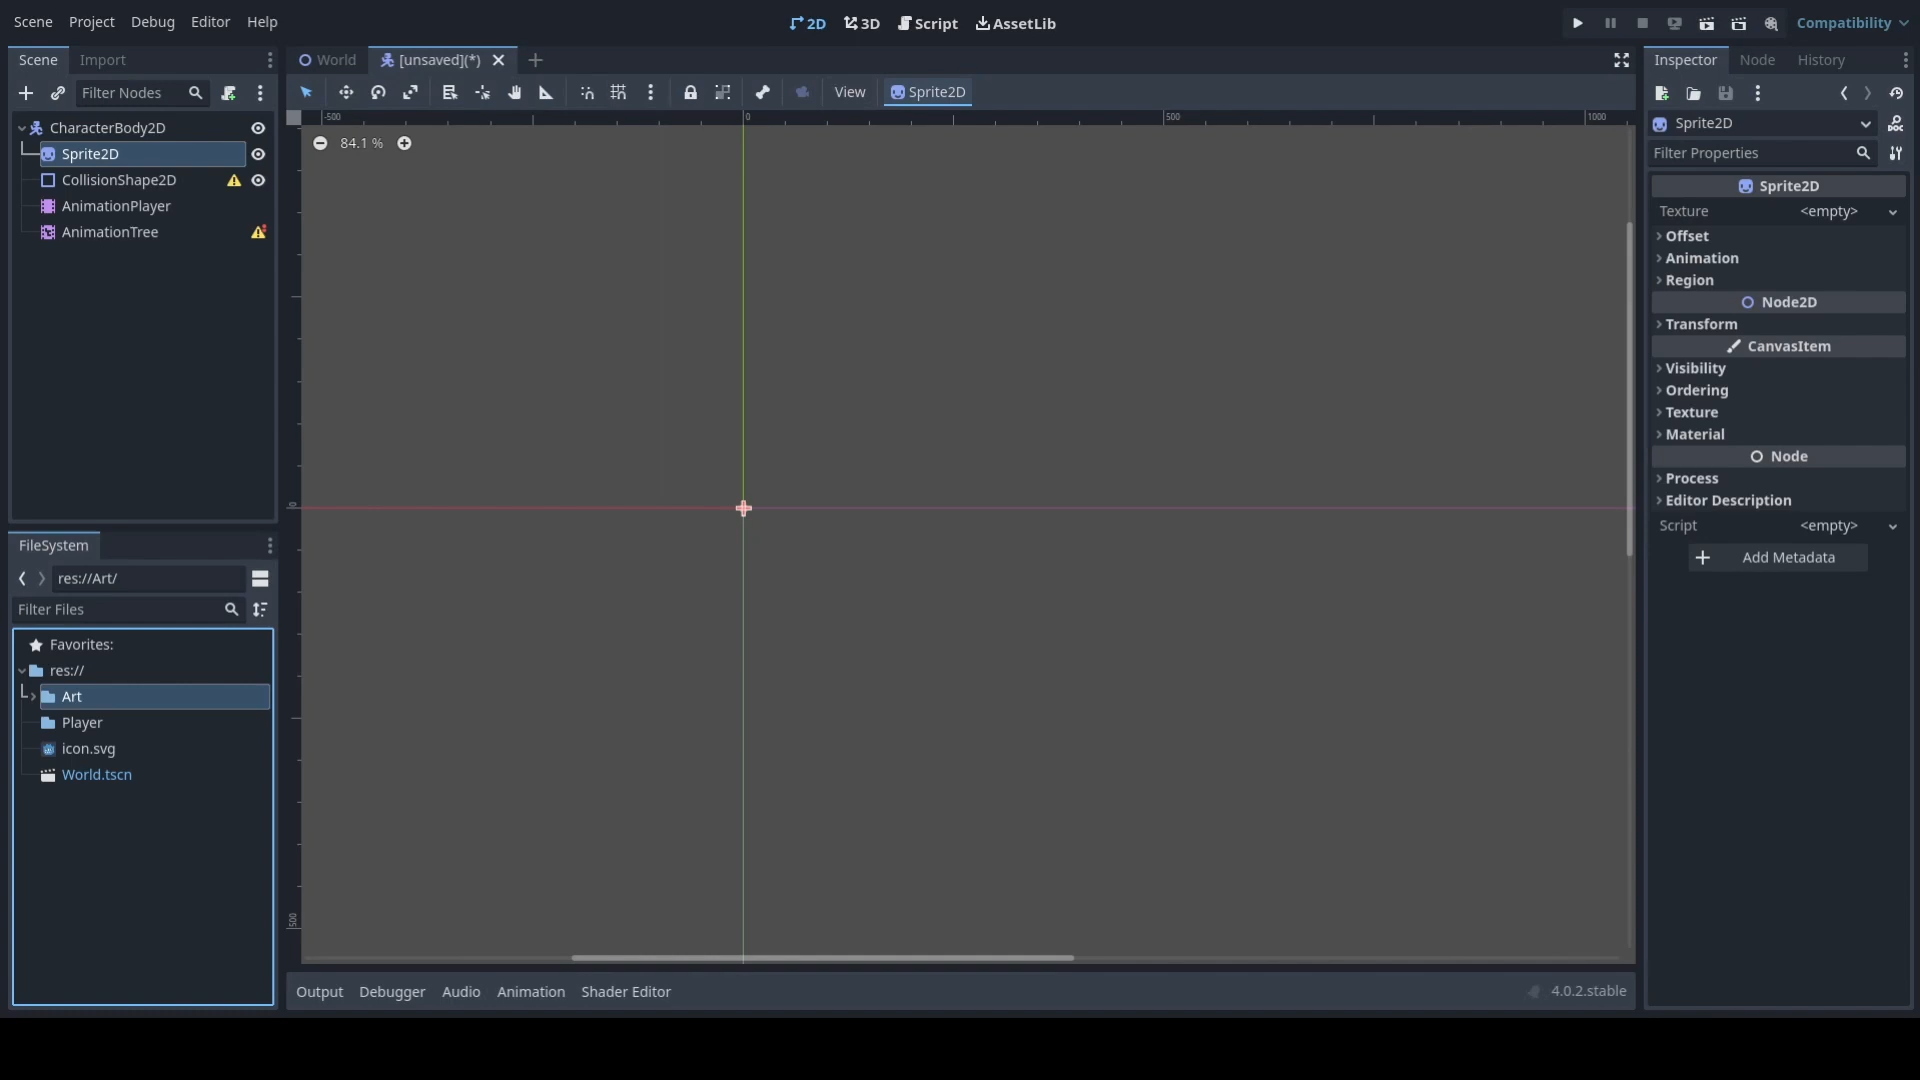 Scene Project Debug Editor Help
2D 3D Script AssetLib
Compatibility
Scene Import
Filter Nodes
CharacterBody2D
Sprite2D
CollisionShape2D
AnimationPlayer
AnimationTree
World [unsaved](*)
View Sprite2D
-500 0 500 1000
84.1 %
0
500
FileSystem
res://Art/
Filter Files
Favorites:
res://
Art
Player
icon.svg
World.tscn
Output Debugger Audio Animation Shader Editor
4.0.2.stable
Inspector Node History
Sprite2D
DOC
Filter Properties
Sprite2D
Texture <empty>
Offset
Animation
Region
Node2D
Transform
CanvasItem
Visibility
Ordering
Texture
Material
Node
Process
Editor Description
Script <empty>
Add Metadata